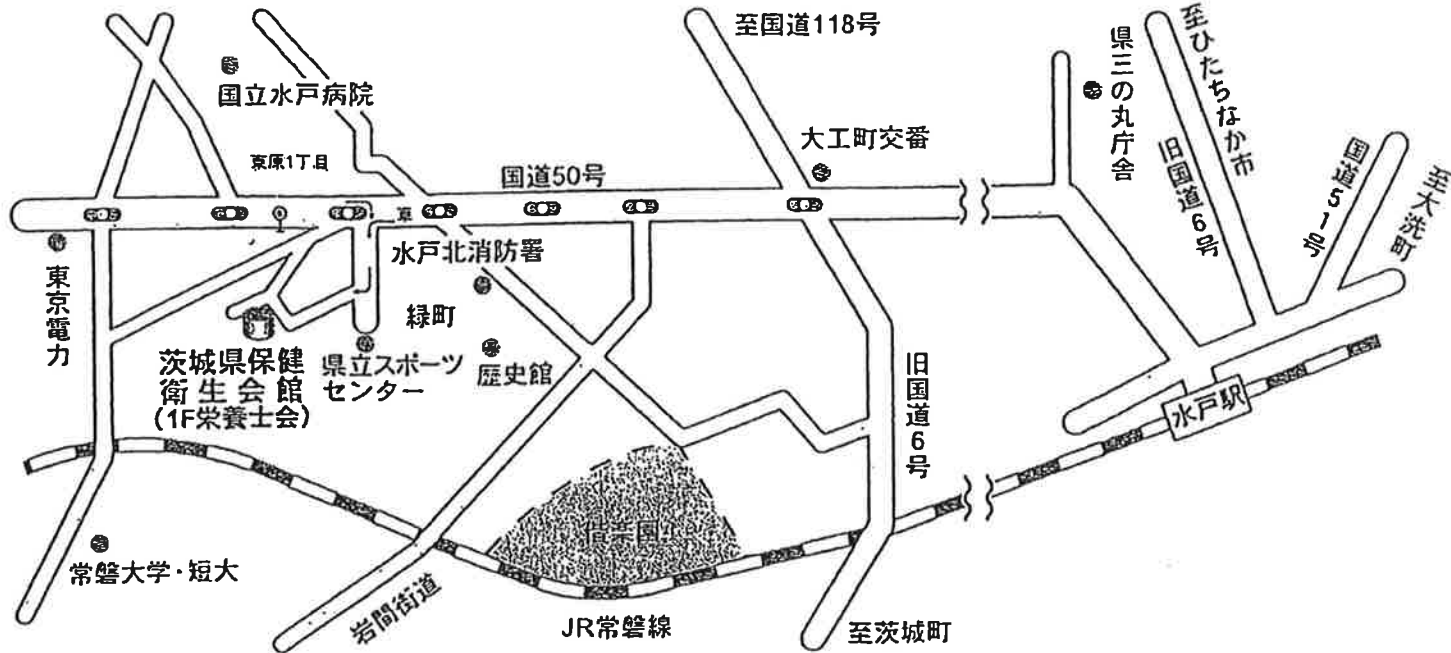 至国道118号
県三の丸庁舎
至ひたちなか市
旧国道6号
国道51号
至大洗町
国立水戸病院
大工町交番
東原1丁目
国道50号
水戸北消防署
東京電力
緑町
茨城県保健
衛生会館
(1F栄養士会)
県立スポーツ
センター
歴史館
旧国道6号
水戸駅
偕楽園
常磐大学・短大
岩間街道
JR常磐線
至茨城町